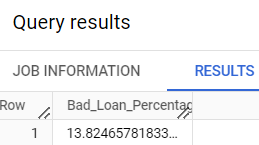 Query results
JOB INFORMATION RESULTS
Row Bad_Loan_Percentag
1 13.82465781833...